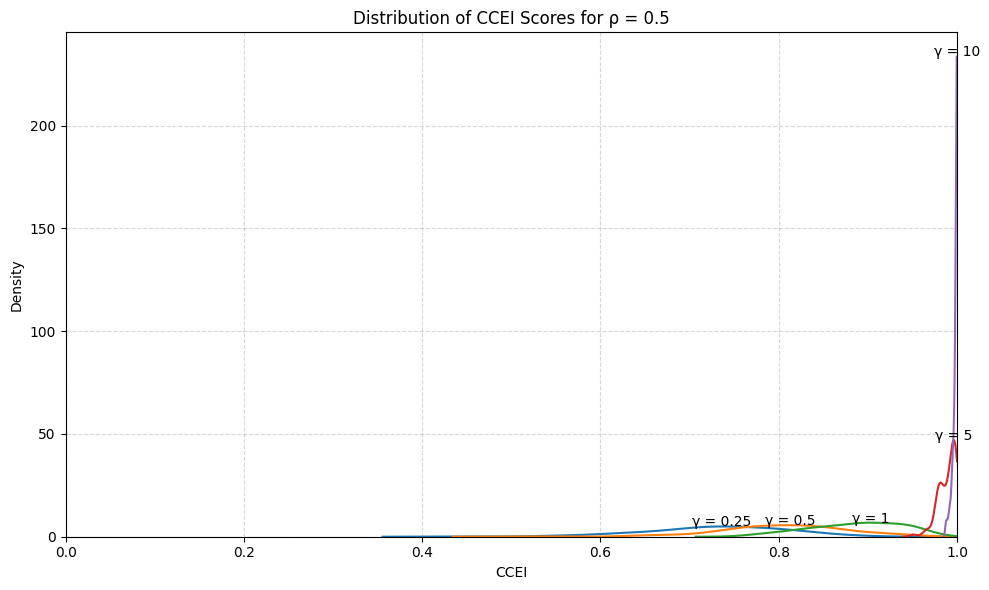 Distribution of CCEI Scores for ρ = 0.5
γ = 10
200
150
100
50
0
Density
γ = 5
γ = 0.25
γ = 0.5
γ = 1
0.0
0.2
0.4
0.6
0.8
1.0
CCEI